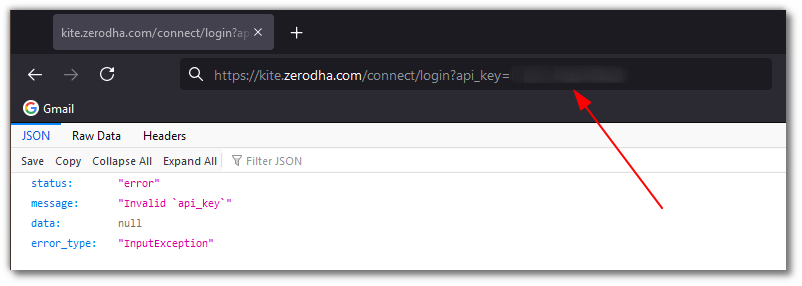 kite.zerodha.com/connect/login?ap
https://kite.zerodha.com/connect/login?api_key=
Gmail
JSON Raw Data Headers
Save Copy Collapse All Expand All Filter JSON
status: "error"
message: "Invalid `api_key`"
data: null
error_type: "InputException"